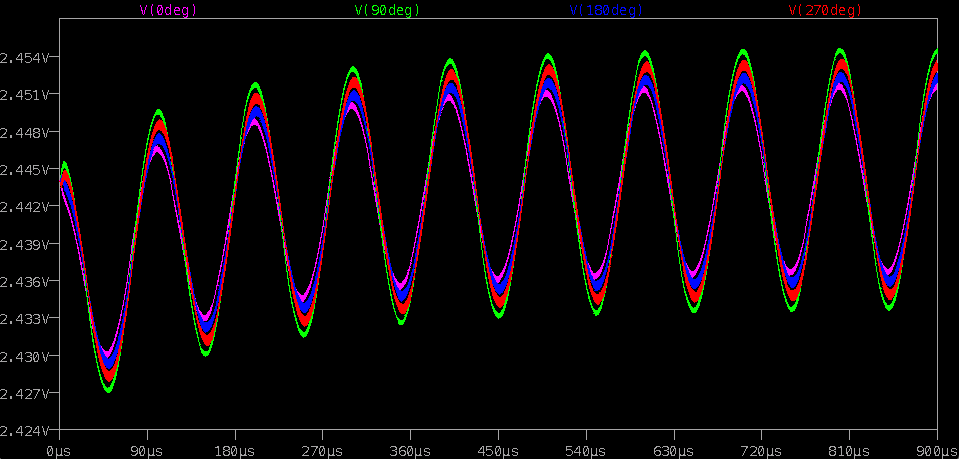 V(0deg) V(90deg) V(180deg) V(270deg)
2.454V
2.451V
2.448V
2.445V
2.442V
2.439V
2.436V
2.433V
2.430V
2.427V
2.424V
0µs 90µs 180µs 270µs 360µs 450µs 540µs 630µs 720µs 810µs 900µs